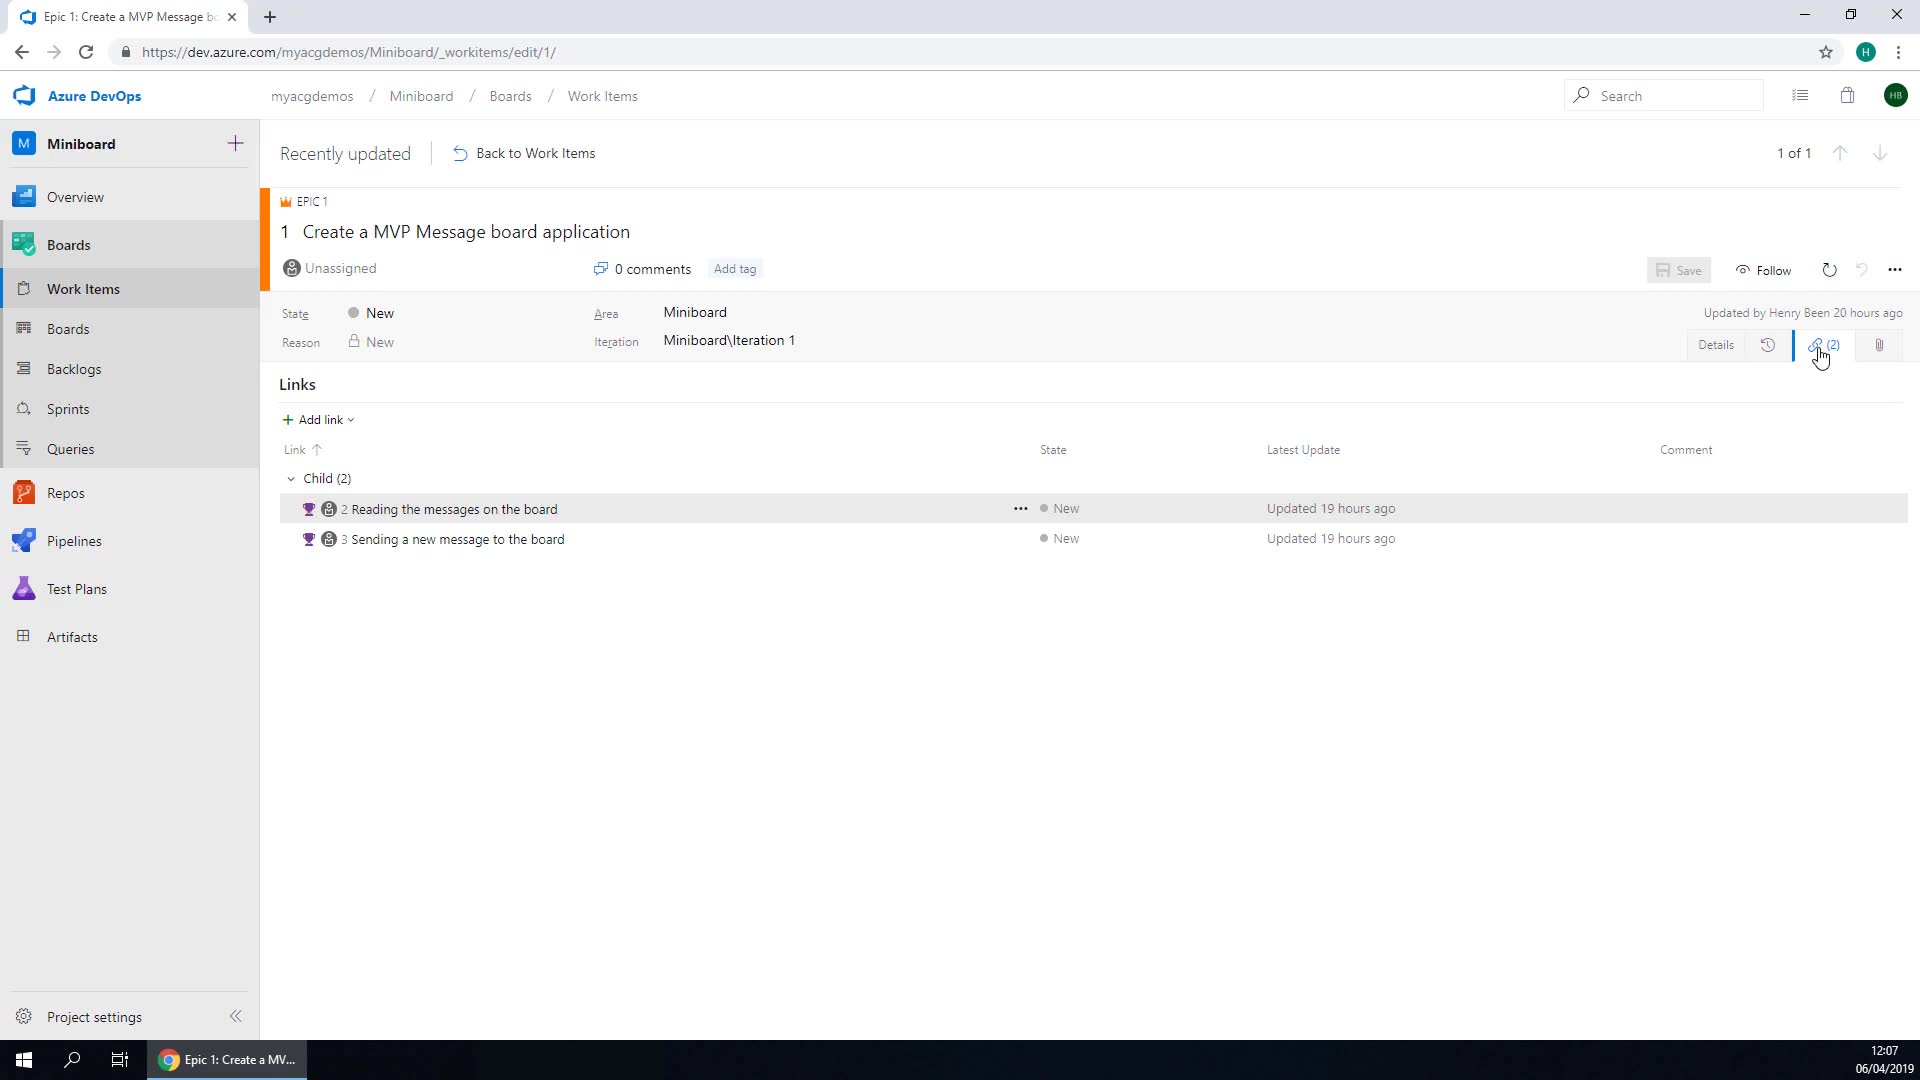 Epic 1: Create a MVP Message bo
https://dev.azure.com/myacgdemos/Miniboard/_workitems/edit/1/
H
Azure DevOps
myacgdemos / Miniboard / Boards / Work Items
Search
HB
M Miniboard
Recently updated
Back to Work Items
1 of 1
Overview
Boards
Work Items
Boards
Backlogs
Sprints
Queries
Repos
Pipelines
Test Plans
Artifacts
Project settings
EPIC 1
1 Create a MVP Message board application
Unassigned
0 comments
Add tag
Save
Follow
State
New
Area
Miniboard
Updated by Henry Been 20 hours ago
Reason
New
Iteration
Miniboard\Iteration 1
Details
(2)
Links
+ Add link
Link
State
Latest Update
Comment
Child (2)
2 Reading the messages on the board
New
Updated 19 hours ago
3 Sending a new message to the board
New
Updated 19 hours ago
Epic 1: Create a MV...
12:07
06/04/2019